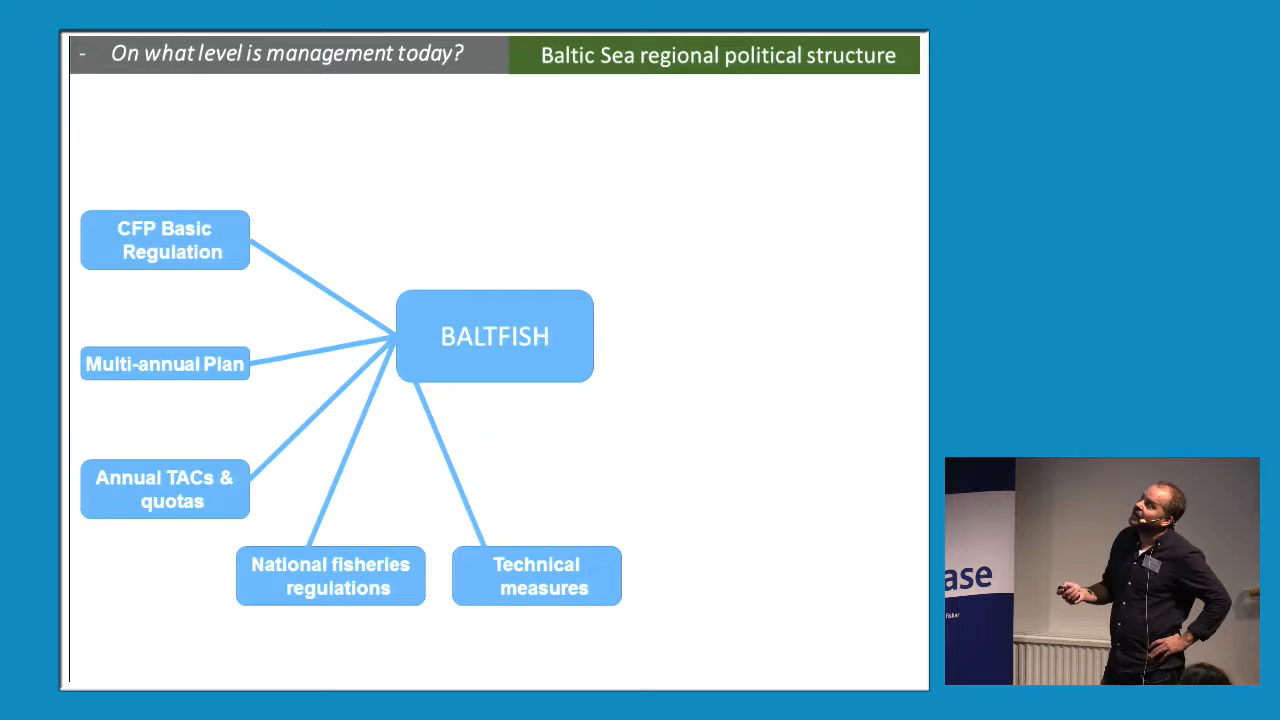 - On what level is management today?
Baltic Sea regional political structure
CFP Basic
Regulation
BALTFISH
Multi-annual Plan
Annual TACs &
quotas
National fisheries
regulations
Technical
measures
ase
fisker